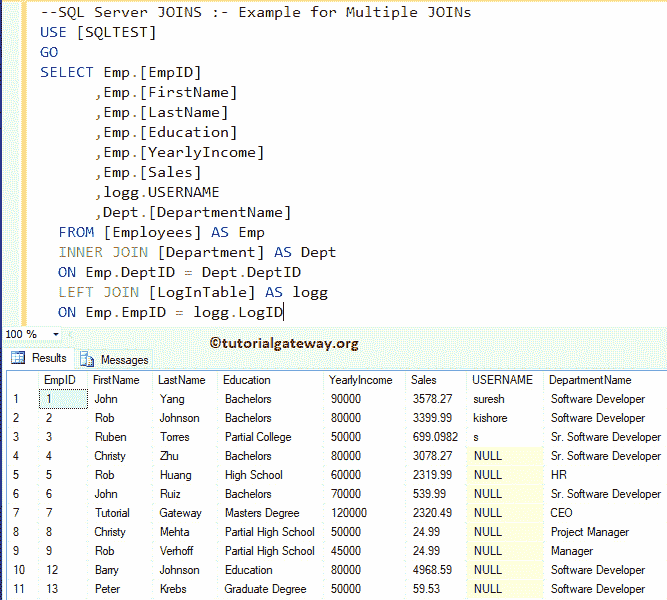 --SQL Server JOINS :- Example for Multiple JOINs
USE [SQLTEST]
GO
SELECT Emp.[EmpID]
,Emp.[FirstName]
,Emp.[LastName]
,Emp.[Education]
,Emp.[YearlyIncome]
,Emp.[Sales]
,logg.USERNAME
,Dept.[DepartmentName]
FROM [Employees] AS Emp
INNER JOIN [Department] AS Dept
ON Emp.DeptID = Dept.DeptID
LEFT JOIN [LogInTable] AS logg
ON Emp.EmpID = logg.LogID
100 %
©tutorialgateway.org
Results Messages
EmpID FirstName LastName Education YearlyIncome Sales USERNAME DepartmentName
1 1 John Yang Bachelors 90000 3578.27 suresh Software Developer
2 2 Rob Johnson Bachelors 80000 3399.99 kishore Software Developer
3 3 Ruben Torres Partial College 50000 699.0982 s Sr. Software Developer
4 4 Christy Zhu Bachelors 80000 3078.27 NULL Sr. Software Developer
5 5 Rob Huang High School 60000 2319.99 NULL HR
6 6 John Ruiz Bachelors 70000 539.99 NULL Sr. Software Developer
7 7 Tutorial Gateway Masters Degree 120000 2320.49 NULL CEO
8 8 Christy Mehta Partial High School 50000 24.99 NULL Project Manager
9 9 Rob Verhoff Partial High School 45000 24.99 NULL Manager
10 12 Barry Johnson Education 80000 4968.59 NULL Software Developer
11 13 Peter Krebs Graduate Degree 50000 59.53 NULL Software Developer